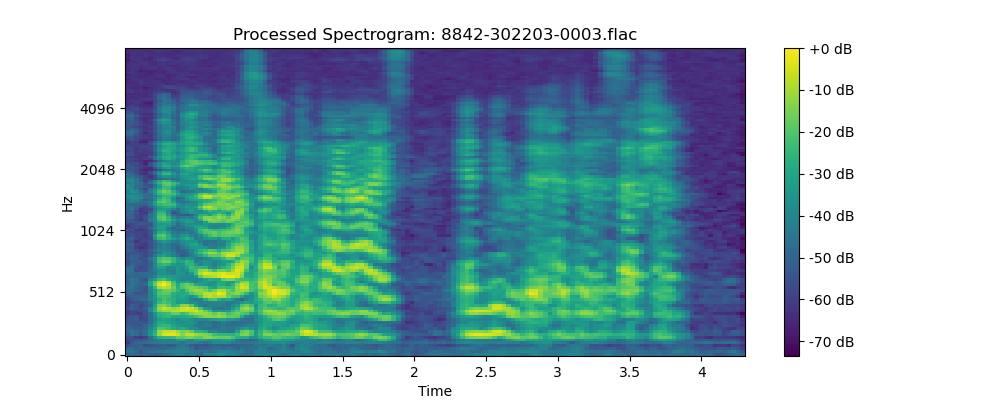 Processed Spectrogram: 8842-302203-0003.flac
+0 dB
-10 dB
-20 dB
-30 dB
-40 dB
-50 dB
-60 dB
-70 dB
Hz
4096
2048
1024
512
0
0 0.5 1 1.5 2 2.5 3 3.5 4
Time